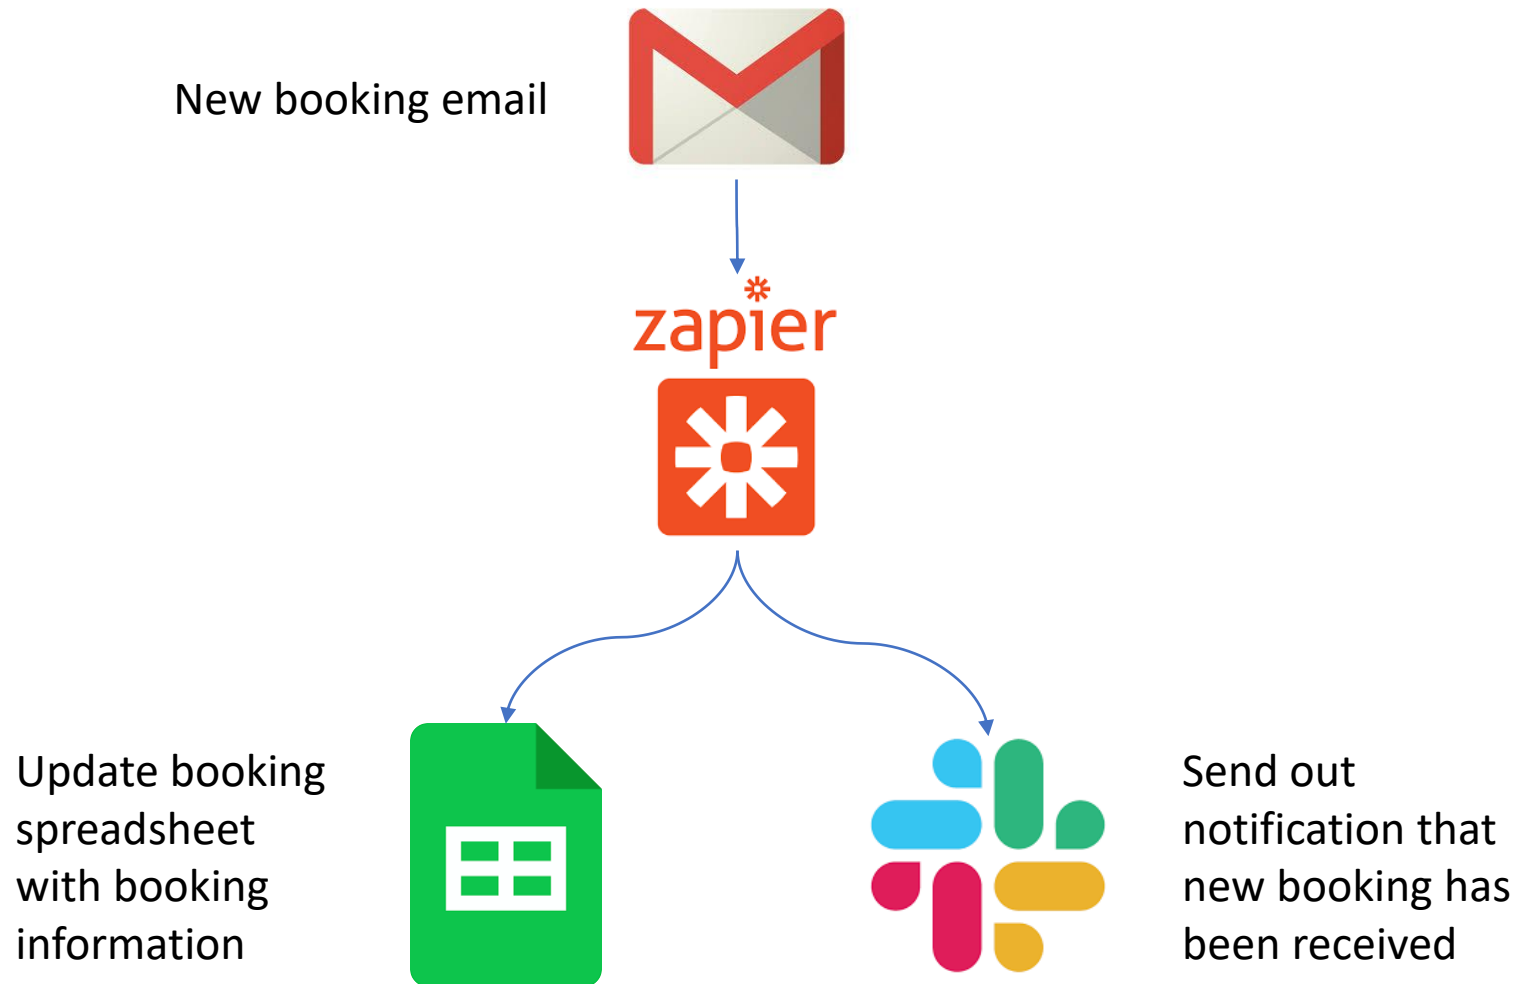 New booking email
zapier
Update booking
spreadsheet
with booking
information
Send out
notification that
new booking has
been received